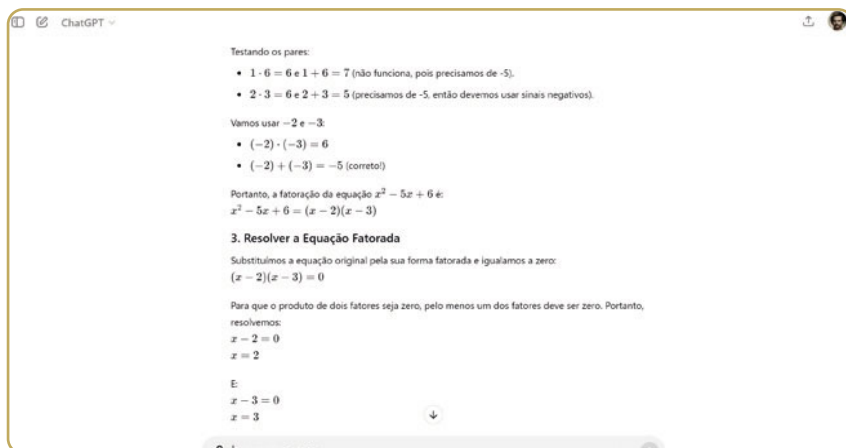 ChatGPT
Testando os pares:
• 1 · 6 = 6 e 1 + 6 = 7 (não funciona, pois precisamos de -5).
• 2 · 3 = 6 e 2 + 3 = 5 (precisamos de -5, então devemos usar sinais negativos).
Vamos usar −2 e −3:
• (−2) · (−3) = 6
• (−2) + (−3) = −5 (correto!)
Portanto, a fatoração da equação x² − 5x + 6 é:
x² − 5x + 6 = (x − 2)(x − 3)
3. Resolver a Equação Fatorada
Substituímos a equação original pela sua forma fatorada e igualamos a zero:
(x − 2)(x − 3) = 0
Para que o produto de dois fatores seja zero, pelo menos um dos fatores deve ser zero. Portanto,
resolvemos:
x − 2 = 0
x = 2
E:
x − 3 = 0
x = 3